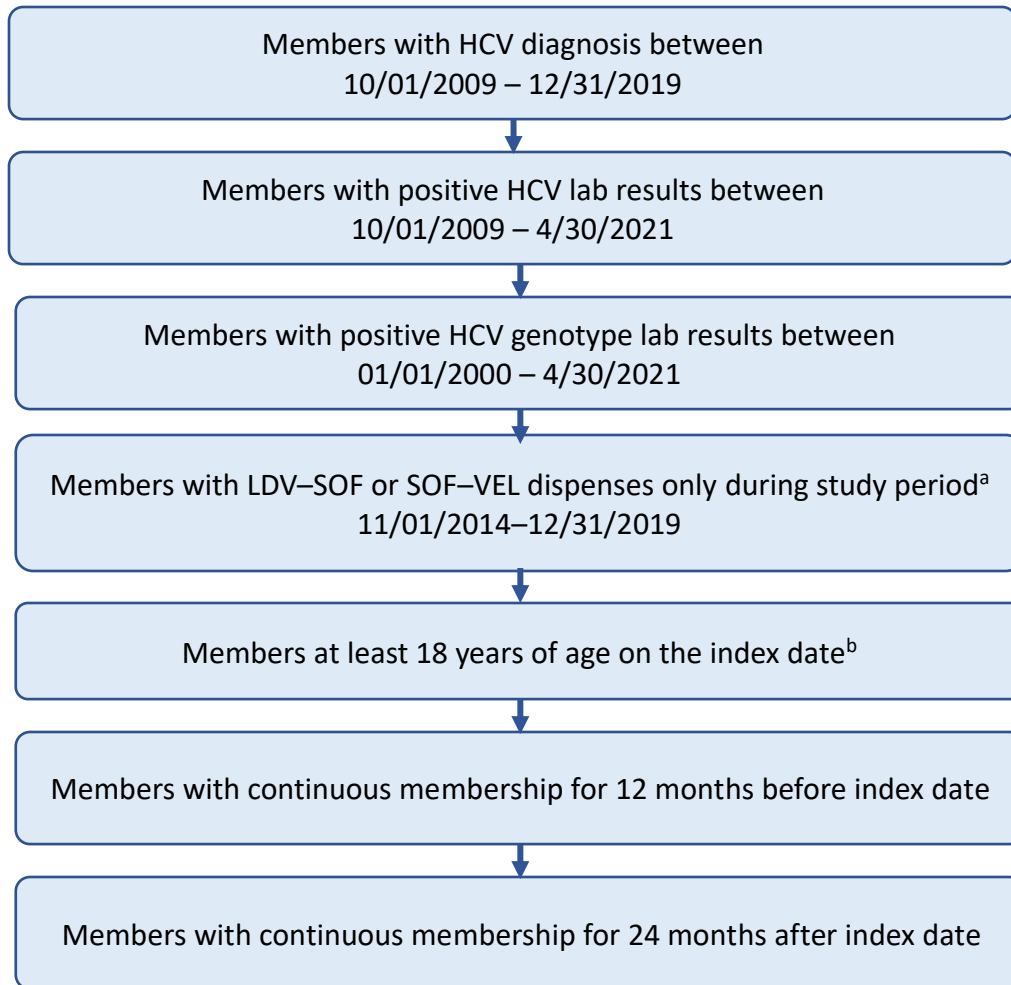 Members with HCV diagnosis between
10/01/2009 – 12/31/2019
Members with positive HCV lab results between
10/01/2009 – 4/30/2021
Members with positive HCV genotype lab results between
01/01/2000 – 4/30/2021
Members with LDV–SOF or SOF–VEL dispenses only during study periodᵃ
11/01/2014–12/31/2019
Members at least 18 years of age on the index dateᵇ
Members with continuous membership for 12 months before index date
Members with continuous membership for 24 months after index date